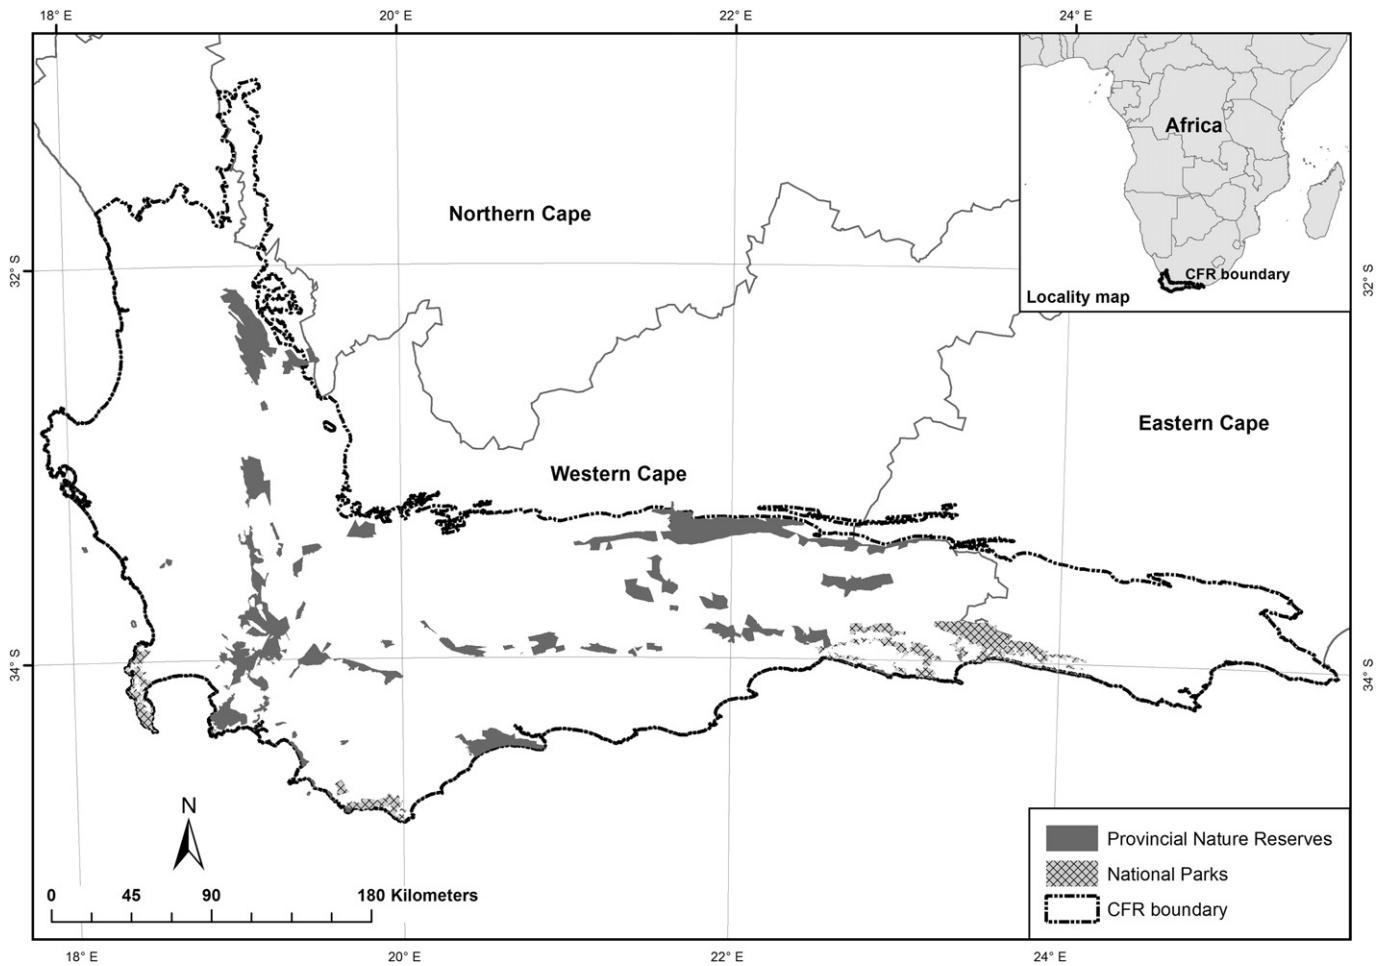 18° E
20° E
22° E
24° E
Africa
Northern Cape
32° S
32° S
CFR boundary
Locality map
Eastern Cape
Western Cape
34° S
34° S
N
Provincial Nature Reserves
National Parks
CFR boundary
0 45 90 180 Kilometers
18° E
20° E
22° E
24° E